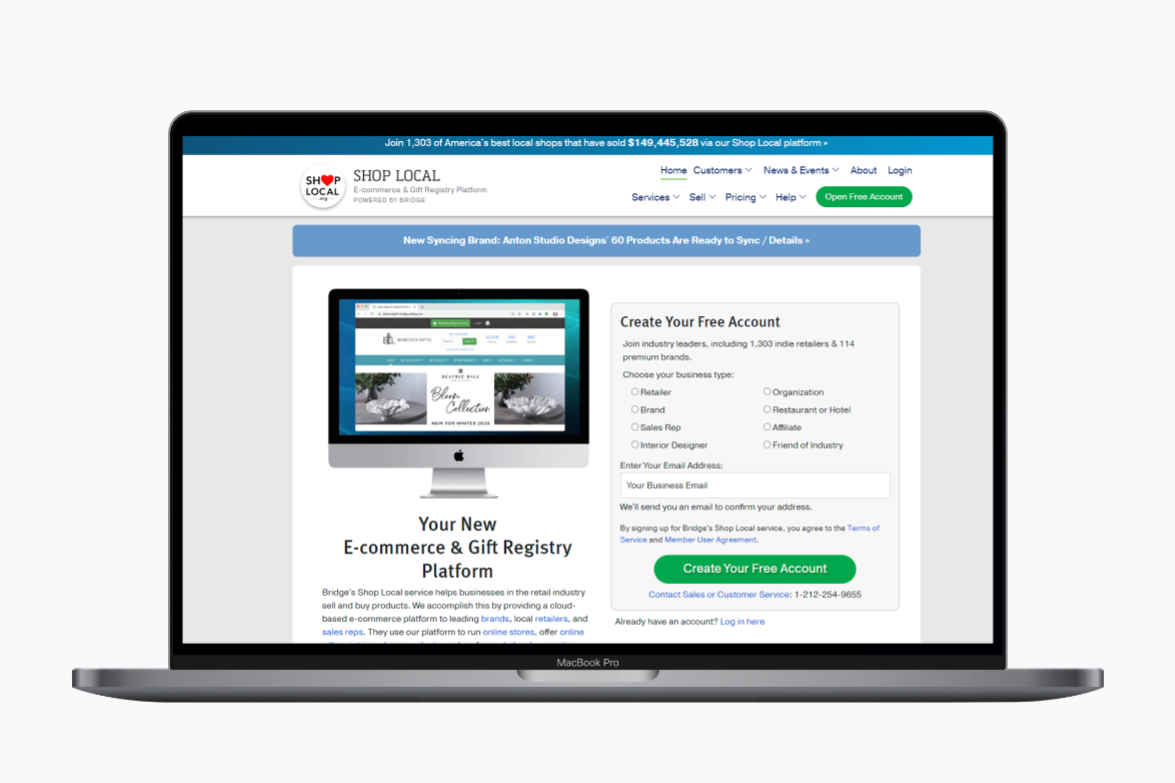 Join 1,303 of America's best local shops that have sold $149,445,528 via our Shop Local platform »
SH P
LOCAL
.org
SHOP LOCAL
E-commerce & Gift Registry Platform
POWERED BY BRIDGE
Home Customers News & Events About Login
Services Sell Pricing Help Open Free Account
New Syncing Brand: Anton Studio Designs' 60 Products Are Ready to Sync / Details »
BEATRIZ BALL
Bloom
Collection
NEW FOR WINTER 2020
Your New
E-commerce & Gift Registry
Platform
Bridge's Shop Local service helps businesses in the retail industry
sell and buy products. We accomplish this by providing a cloud-
based e-commerce platform to leading brands, local retailers, and
sales reps. They use our platform to run online stores, offer online
Create Your Free Account
Join industry leaders, including 1,303 indie retailers & 114
premium brands.
Choose your business type:
Retailer Organization
Brand Restaurant or Hotel
Sales Rep Affiliate
Interior Designer Friend of Industry
Enter Your Email Address:
Your Business Email
We'll send you an email to confirm your address.
By signing up for Bridge's Shop Local service, you agree to the Terms of
Service and Member User Agreement.
Create Your Free Account
Contact Sales or Customer Service: 1-212-254-9655
Already have an account? Log in here
MacBook Pro